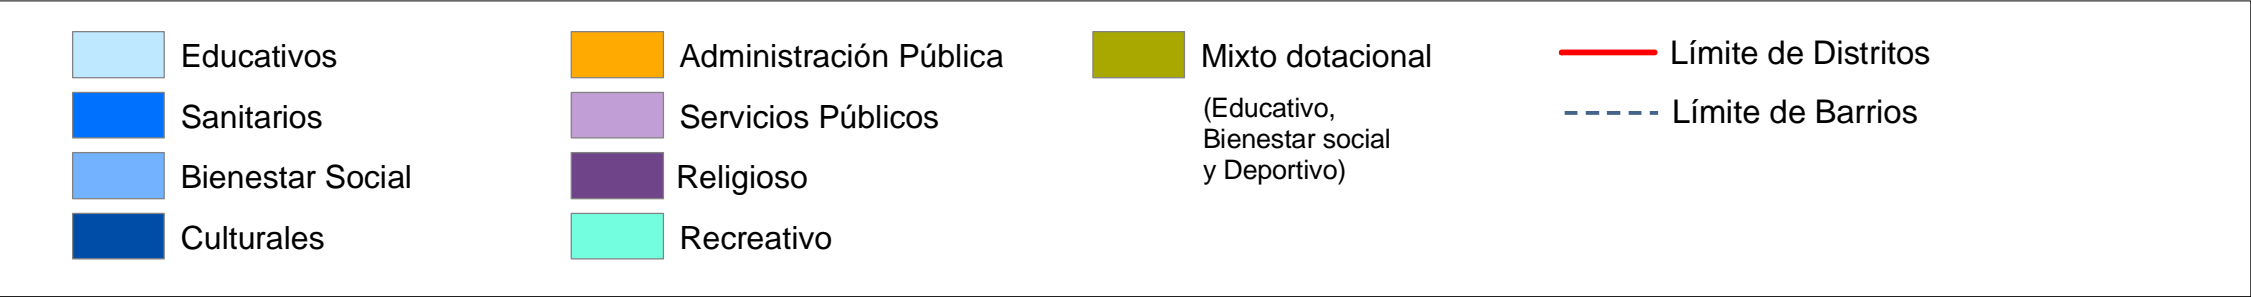 Educativos
Sanitarios
Bienestar Social
Culturales
Administración Pública
Servicios Públicos
Religioso
Recreativo
Mixto dotacional
(Educativo,
Bienestar social
y Deportivo)
Límite de Distritos
Límite de Barrios